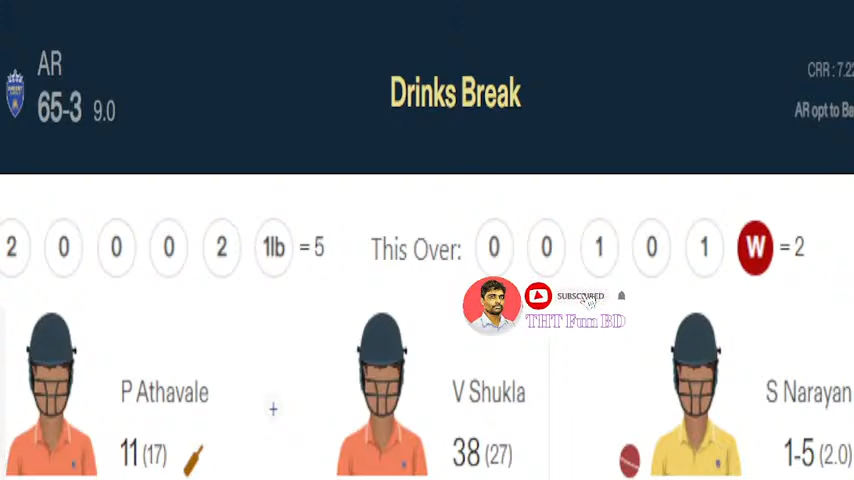 AR
65-3 9.0
Drinks Break
CRR : 7.22
AR opt to Ba
2 0 0 0 2 1lb = 5 This Over: 0 0 1 0 1 W = 2
SUBSCRIBED
THT Fun BD
P Athavale
11 (17)
V Shukla
38 (27)
S Narayan
1-5 (2.0)